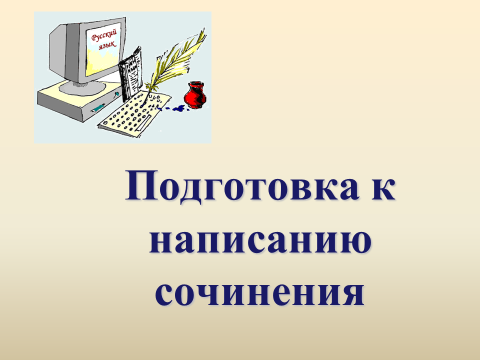 Русский
язык
Подготовка к
написанию
сочинения